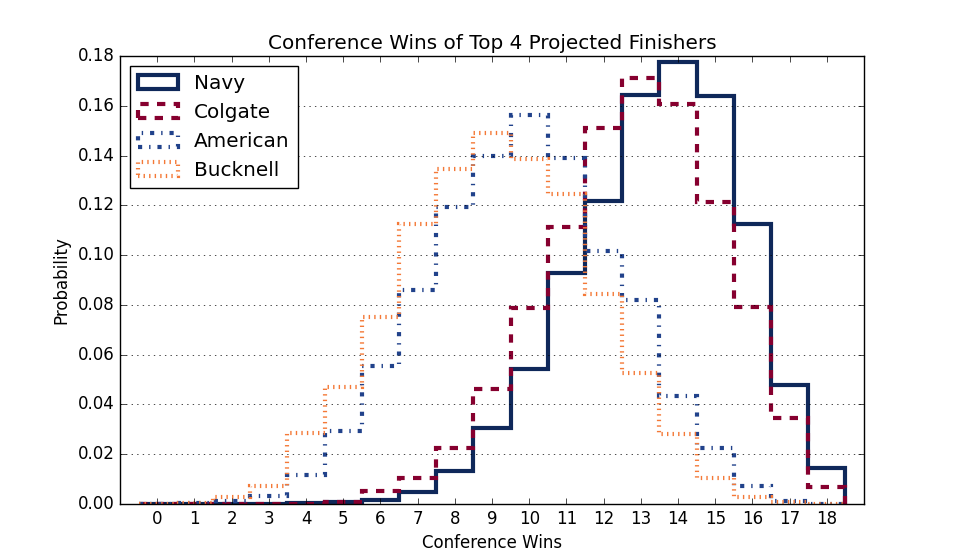 Conference Wins of Top 4 Projected Finishers
Navy
Colgate
American
Bucknell
0.18
0.16
0.14
0.12
0.10
0.08
0.06
0.04
0.02
0.00
Probability
0 1 2 3 4 5 6 7 8 9 10 11 12 13 14 15 16 17 18
Conference Wins